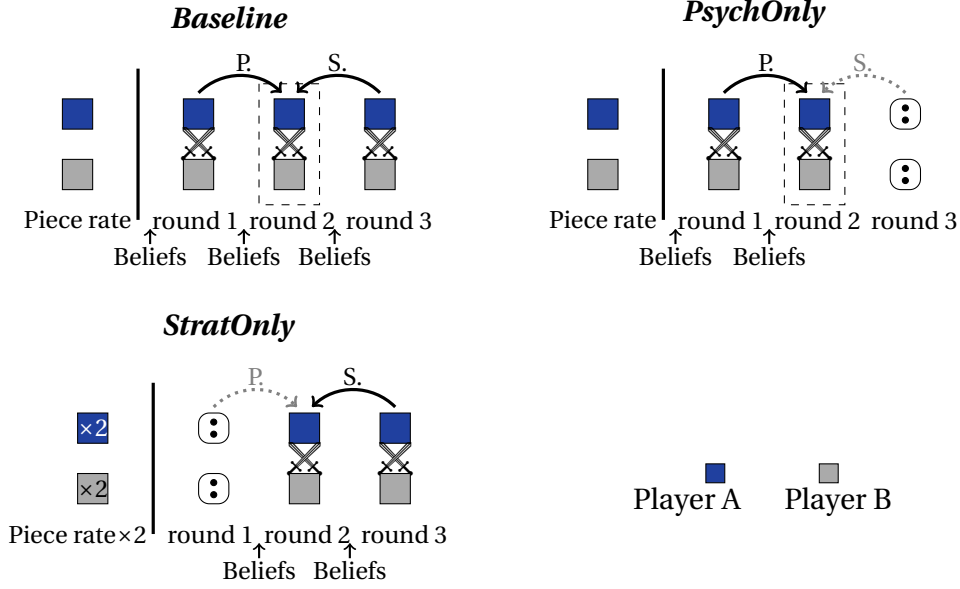 Baseline
P. S.
Piece rate round 1 round 2 round 3
Beliefs Beliefs Beliefs
PsychOnly
P. S.
Piece rate round 1 round 2 round 3
Beliefs Beliefs
StratOnly
P. S.
×2
×2
Piece rate×2 round 1 round 2 round 3
Beliefs Beliefs
Player A Player B